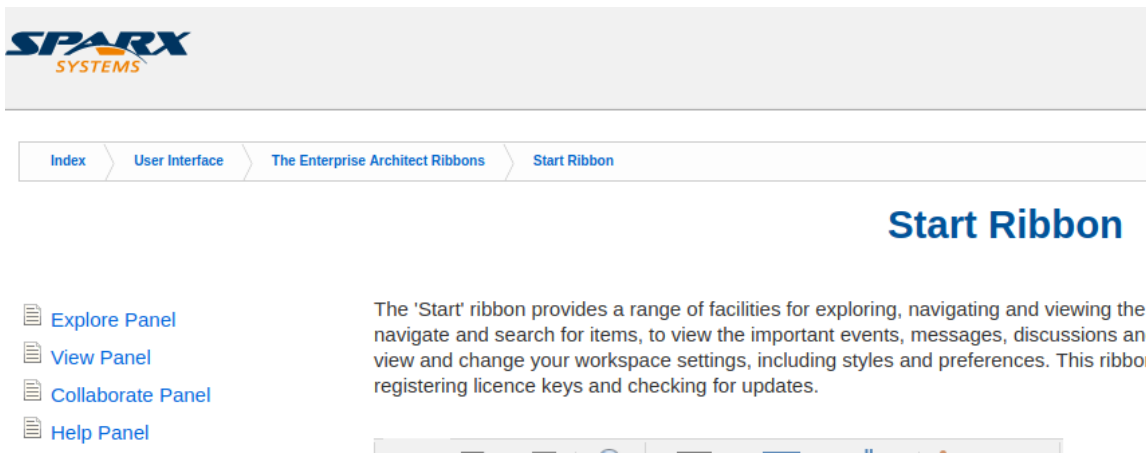 SPARX
SYSTEMS
Index User Interface The Enterprise Architect Ribbons Start Ribbon
Start Ribbon
Explore Panel
View Panel
Collaborate Panel
Help Panel
The 'Start' ribbon provides a range of facilities for exploring, navigating and viewing the
navigate and search for items, to view the important events, messages, discussions
view and change your workspace settings, including styles and preferences. This
registering licence keys and checking for updates.